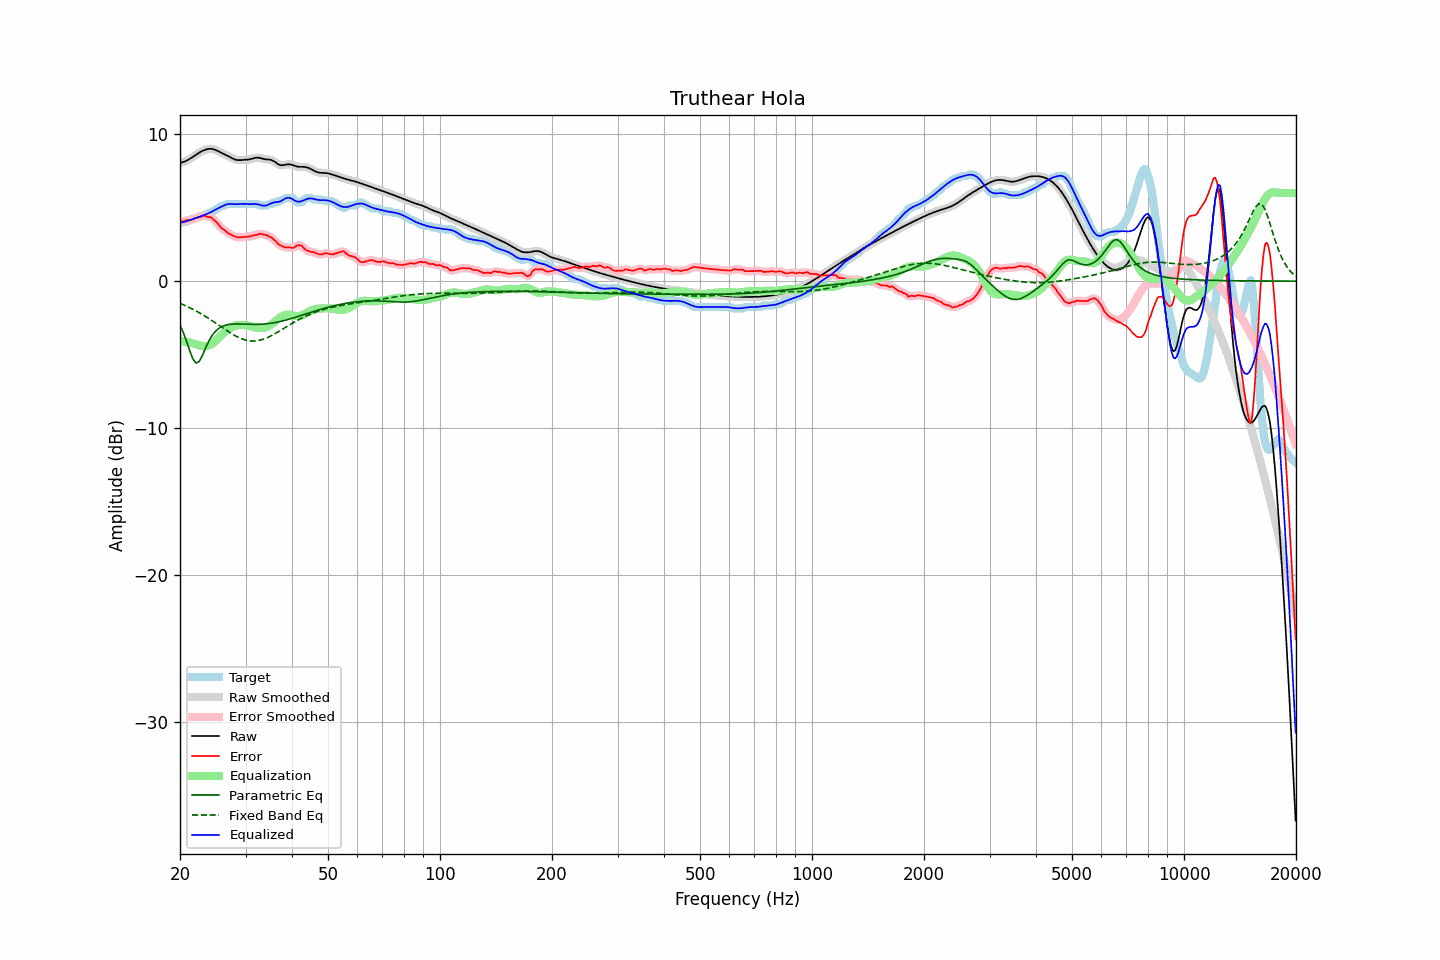 Truthear Hola
10
0
−10
−20
−30
Amplitude (dBr)
Target
Raw Smoothed
Error Smoothed
Raw
Error
Equalization
Parametric Eq
Fixed Band Eq
Equalized
20 50 100 200 500 1000 2000 5000 10000 20000
Frequency (Hz)